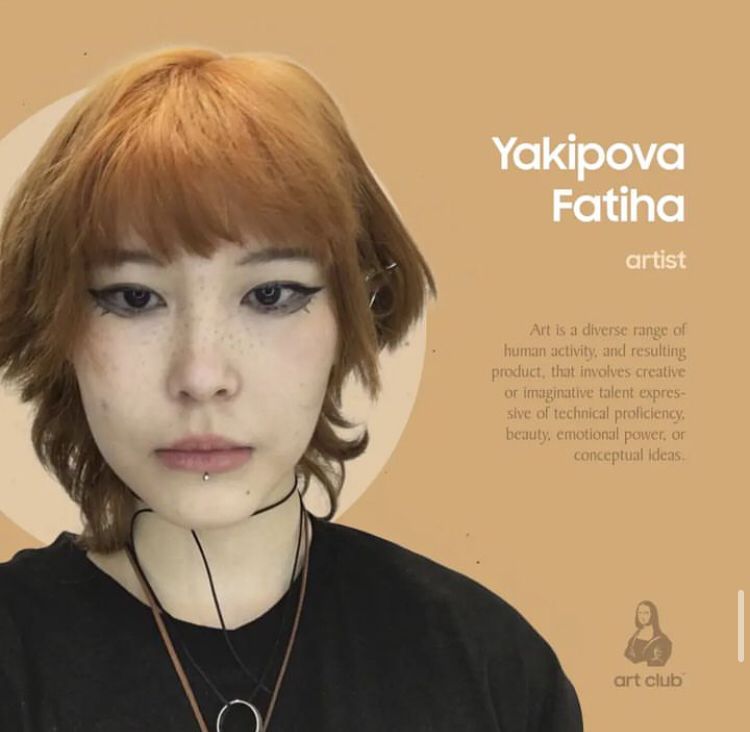 Yakipova
Fatiha
artist
Art is a diverse range of
human activity, and resulting
product, that involves creative
or imaginative talent expres-
sive of technical proficiency,
beauty, emotional power, or
conceptual ideas.
art club